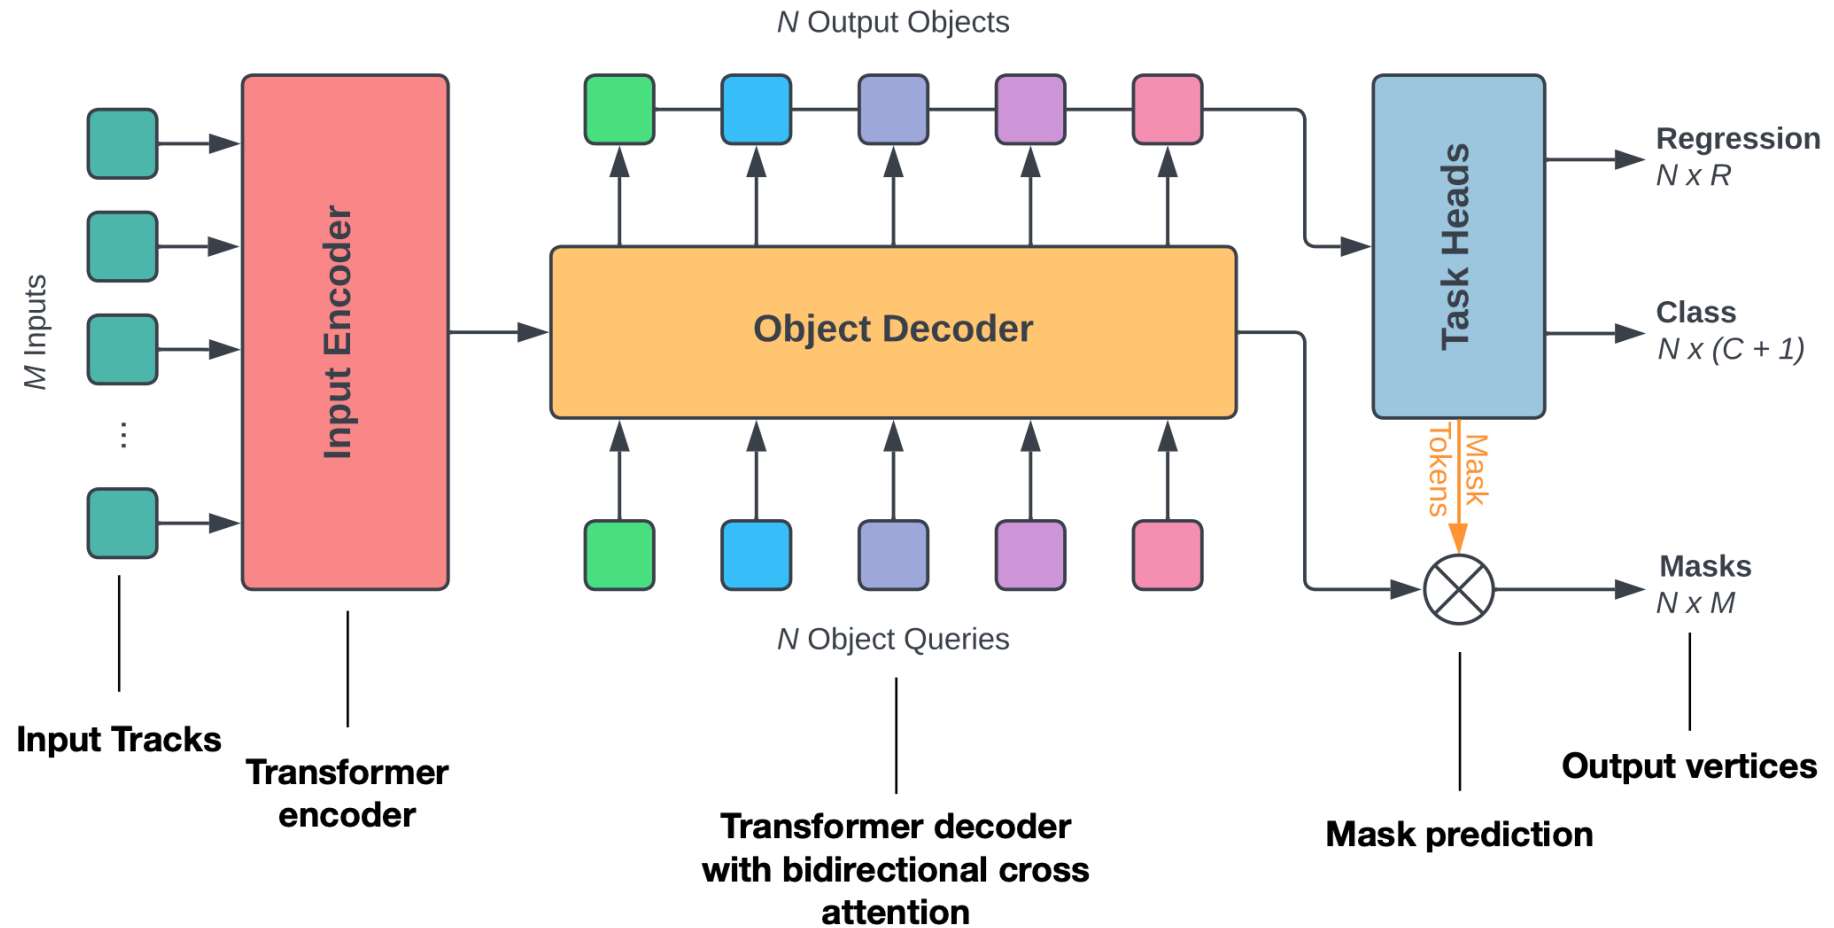 N Output Objects
M Inputs
Input Encoder
Object Decoder
Task Heads
Regression
N x R
Class
N x (C + 1)
Mask
Tokens
Masks
N x M
...
N Object Queries
Input Tracks
Transformer
encoder
Transformer decoder
with bidirectional cross
attention
Mask prediction
Output vertices